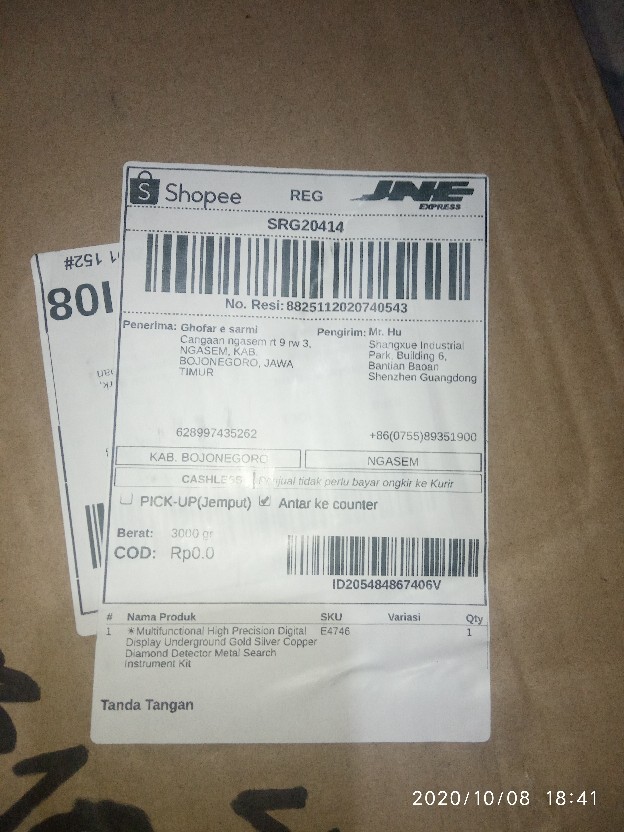 Shopee
REG
JNE
EXPRESS
SRG20414
No. Resi: 8825112020740543
Penerima: Ghofar e sarmi
Cangaan ngasem rt 9 rw 3,
NGASEM, KAB.
BOJONEGORO, JAWA
TIMUR
628997435262
Pengirim: Mr. Hu
Shangxue Industrial
Park, Building 6,
Bantian Baoan
Shenzhen Guangdong
+86(0755)89351900
KAB. BOJONEGORO
NGASEM
CASHLESS
Penjual tidak perlu bayar ongkir ke Kurir
PICK-UP(Jemput) Antar ke counter
Berat: 3000 gr
COD: Rp0.0
ID205484867406V
# Nama Produk SKU Variasi Qty
1 ☀Multifunctional High Precision Digital E4746 1
Display Underground Gold Silver Copper
Diamond Detector Metal Search
Instrument Kit
Tanda Tangan
152#
108
2020/10/08 18:41